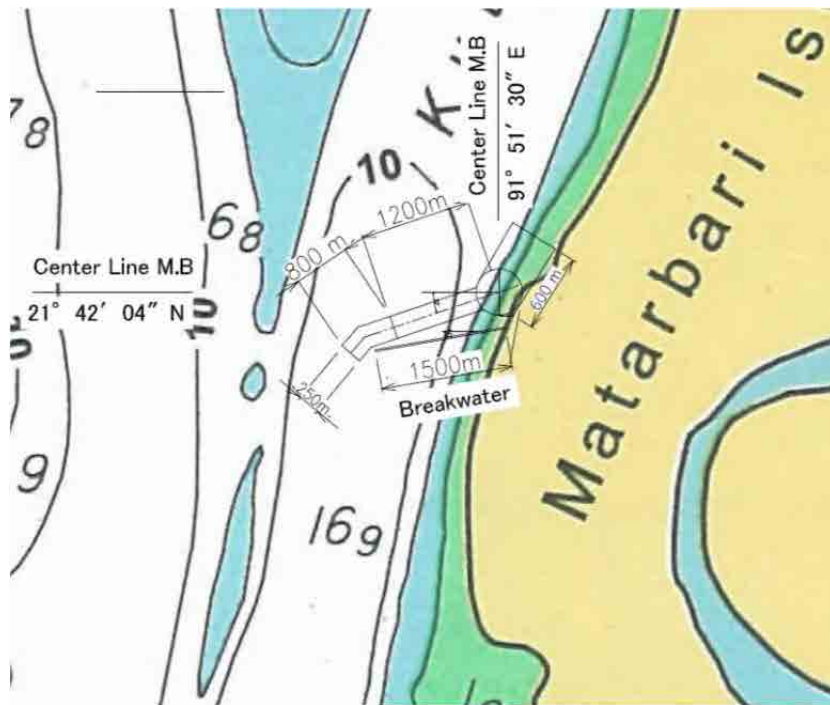 10
K
Center Line M.B
91° 51′ 30″ E
Matarbari Is
7₈
6₈
1200m
800 m
Center Line M.B
21° 42′ 04″ N
10
600 m
1500m
250m
Breakwater
9
16₉